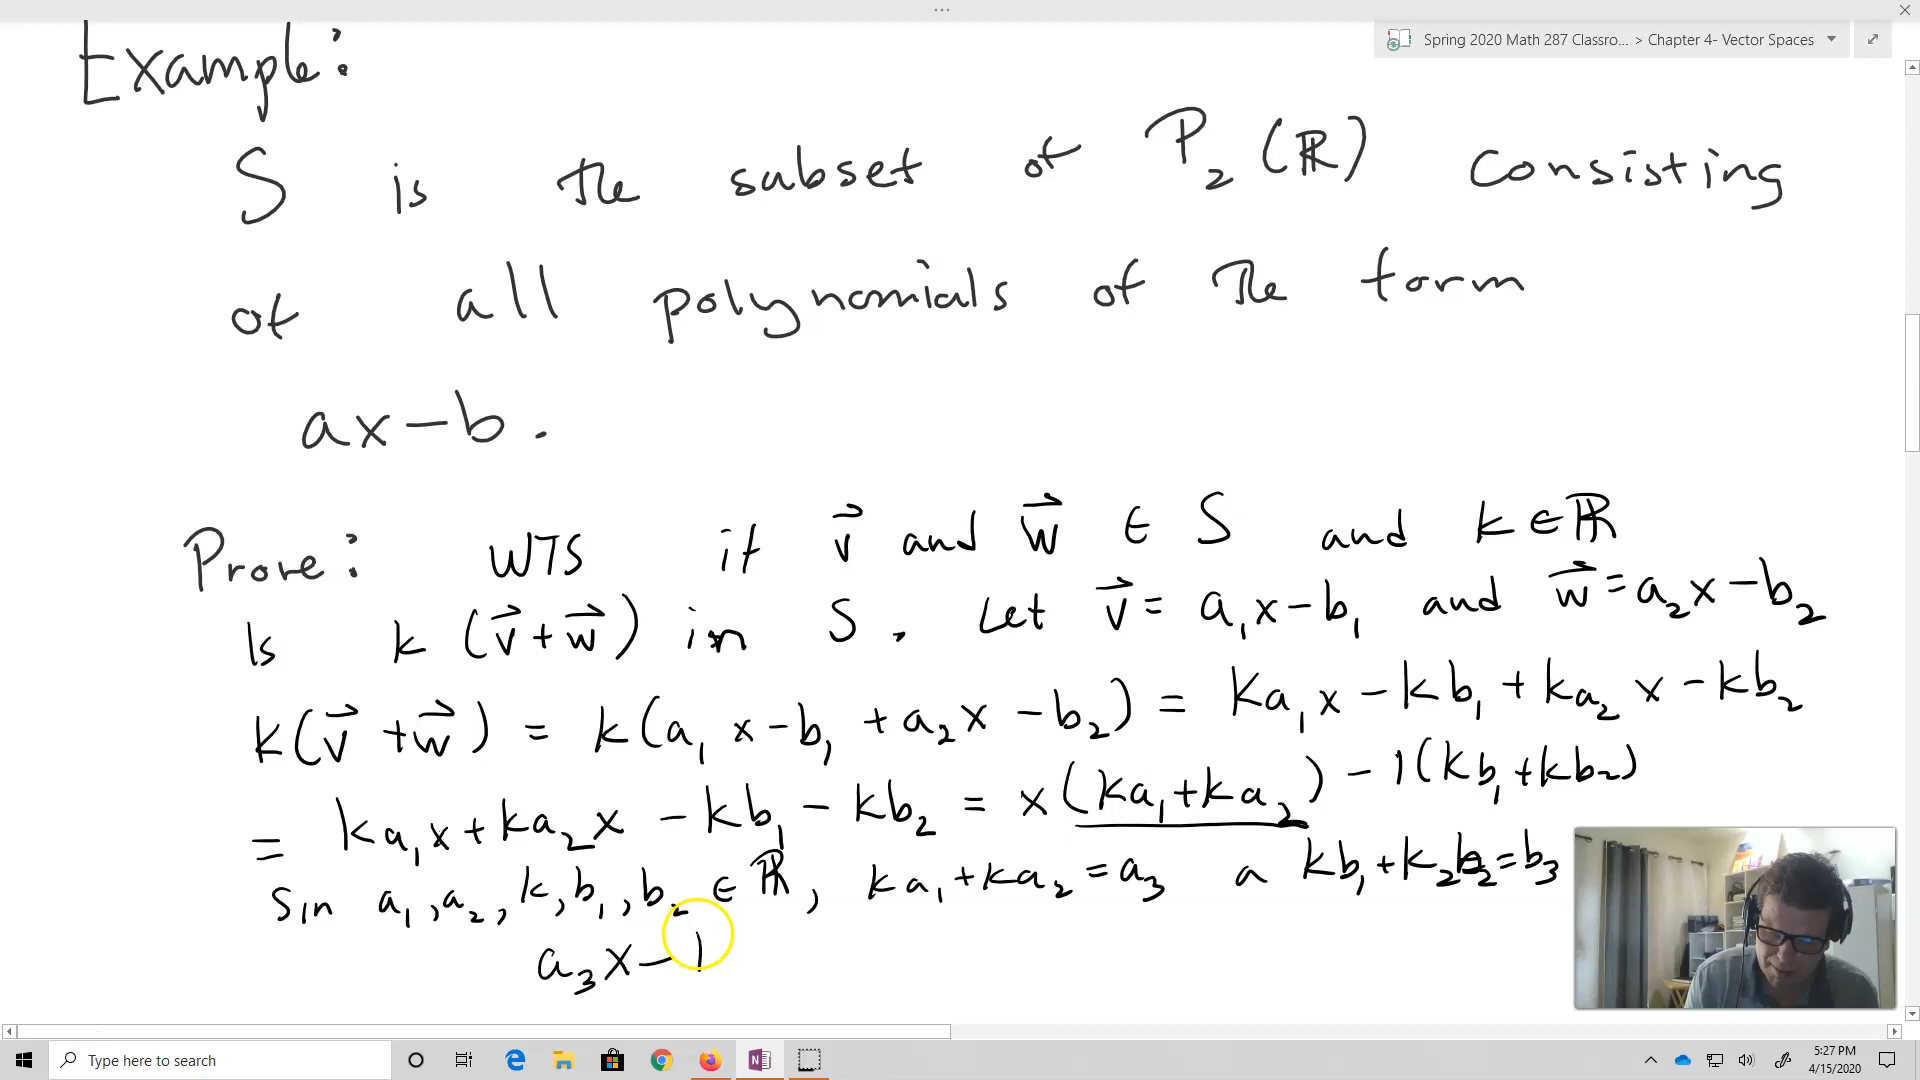 Spring 2020 Math 287 Classro... > Chapter 4- Vector Spaces
Example:
S is the subset of P₂(ℝ) consisting
of all polynomials of the form
ax-b.
Prove: WTS if v⃗ and w⃗ ∈ S and k∈ℝ
Is k (v⃗+w⃗) in S. Let v⃗ = a₁x-b₁ and w⃗=a₂x-b₂
k(v⃗+w⃗) = k(a₁x-b₁+a₂x-b₂) = ka₁x-kb₁+ka₂x-kb₂
= ka₁x+ka₂x-kb₁-kb₂ = x(ka₁+ka₂)-1(kb₁+kb₂)
Sin a₁,a₂,k,b₁,b₂ ∈ ℝ, ka₁+ka₂=a₃ a kb₁+k₂b₂=b₃
a₃x-1
Type here to search
5:27 PM
4/15/2020